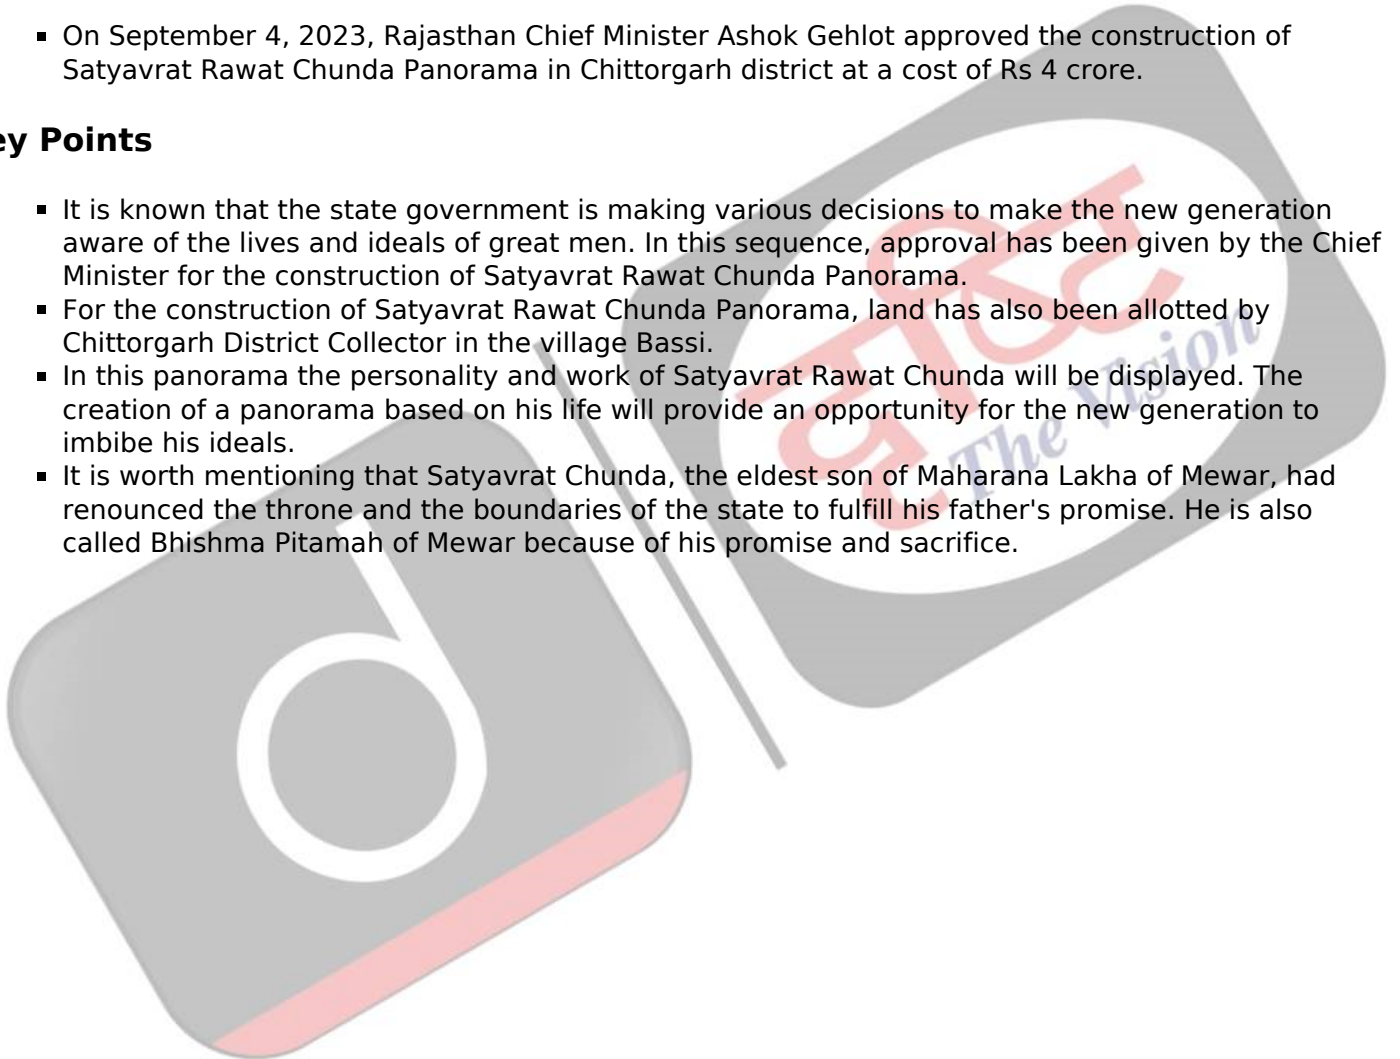 ▪ On September 4, 2023, Rajasthan Chief Minister Ashok Gehlot approved the construction of
Satyavrat Rawat Chunda Panorama in Chittorgarh district at a cost of Rs 4 crore.
ey Points
▪ It is known that the state government is making various decisions to make the new generation
aware of the lives and ideals of great men. In this sequence, approval has been given by the Chief
Minister for the construction of Satyavrat Rawat Chunda Panorama.
▪ For the construction of Satyavrat Rawat Chunda Panorama, land has also been allotted by
Chittorgarh District Collector in the village Bassi.
▪ In this panorama the personality and work of Satyavrat Rawat Chunda will be displayed. The
creation of a panorama based on his life will provide an opportunity for the new generation to
imbibe his ideals.
▪ It is worth mentioning that Satyavrat Chunda, the eldest son of Maharana Lakha of Mewar, had
renounced the throne and the boundaries of the state to fulfill his father's promise. He is also
called Bhishma Pitamah of Mewar because of his promise and sacrifice.
दृष्टि
The Vision
d